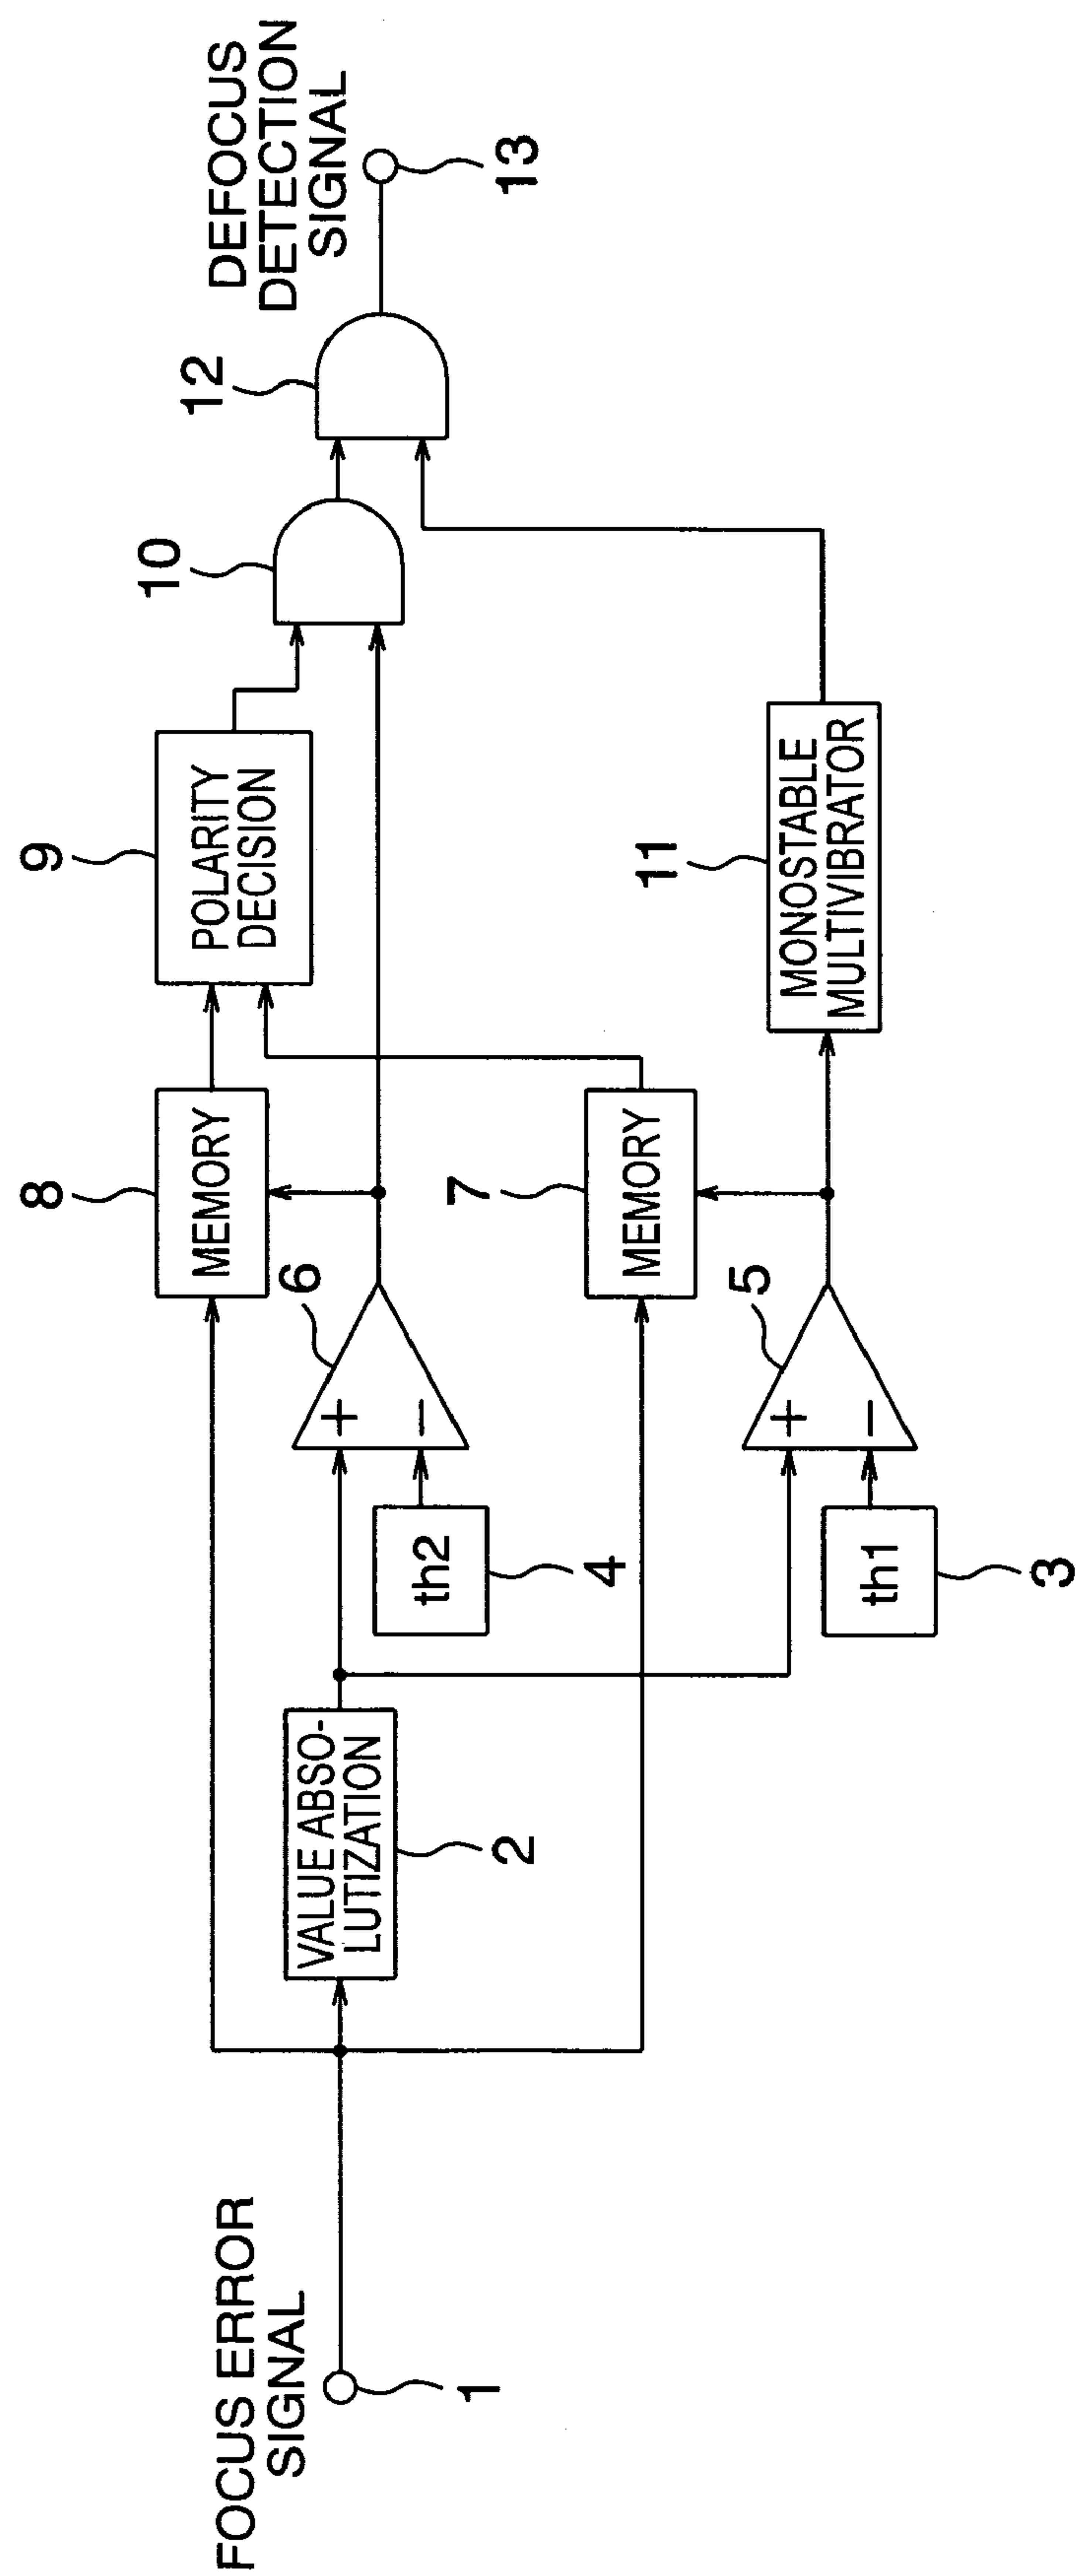 FOCUS ERROR
SIGNAL
1
VALUE ABSO-
LUTIZATION
2
th2
4
th1
3
+
−
6
+
−
5
8
MEMORY
7
MEMORY
9
POLARITY
DECISION
11
MONOSTABLE
MULTIVIBRATOR
10
12
DEFOCUS
DETECTION
SIGNAL
13